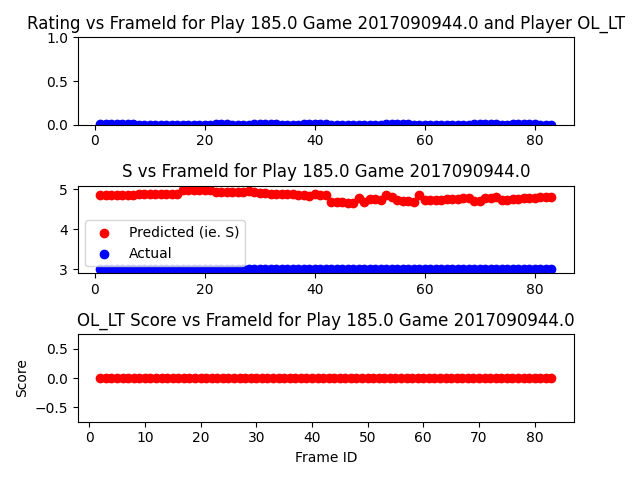 Rating vs FrameId for Play 185.0 Game 2017090944.0 and Player OL_LT
1.0
0.5
0.0
0 20 40 60 80
S vs FrameId for Play 185.0 Game 2017090944.0
5
4
3
Predicted (ie. S)
Actual
0 20 40 60 80
OL_LT Score vs FrameId for Play 185.0 Game 2017090944.0
Score
0.5
0.0
−0.5
0 10 20 30 40 50 60 70 80
Frame ID